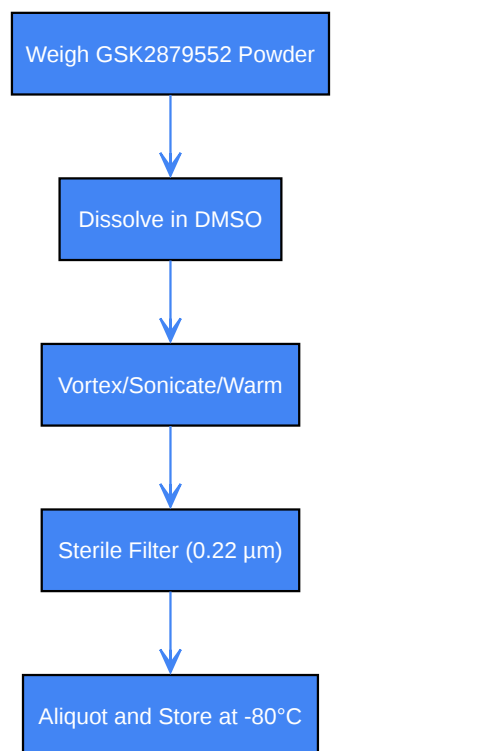 Weigh GSK2879552 Powder
Dissolve in DMSO
Vortex/Sonicate/Warm
Sterile Filter (0.22 µm)
Aliquot and Store at -80°C